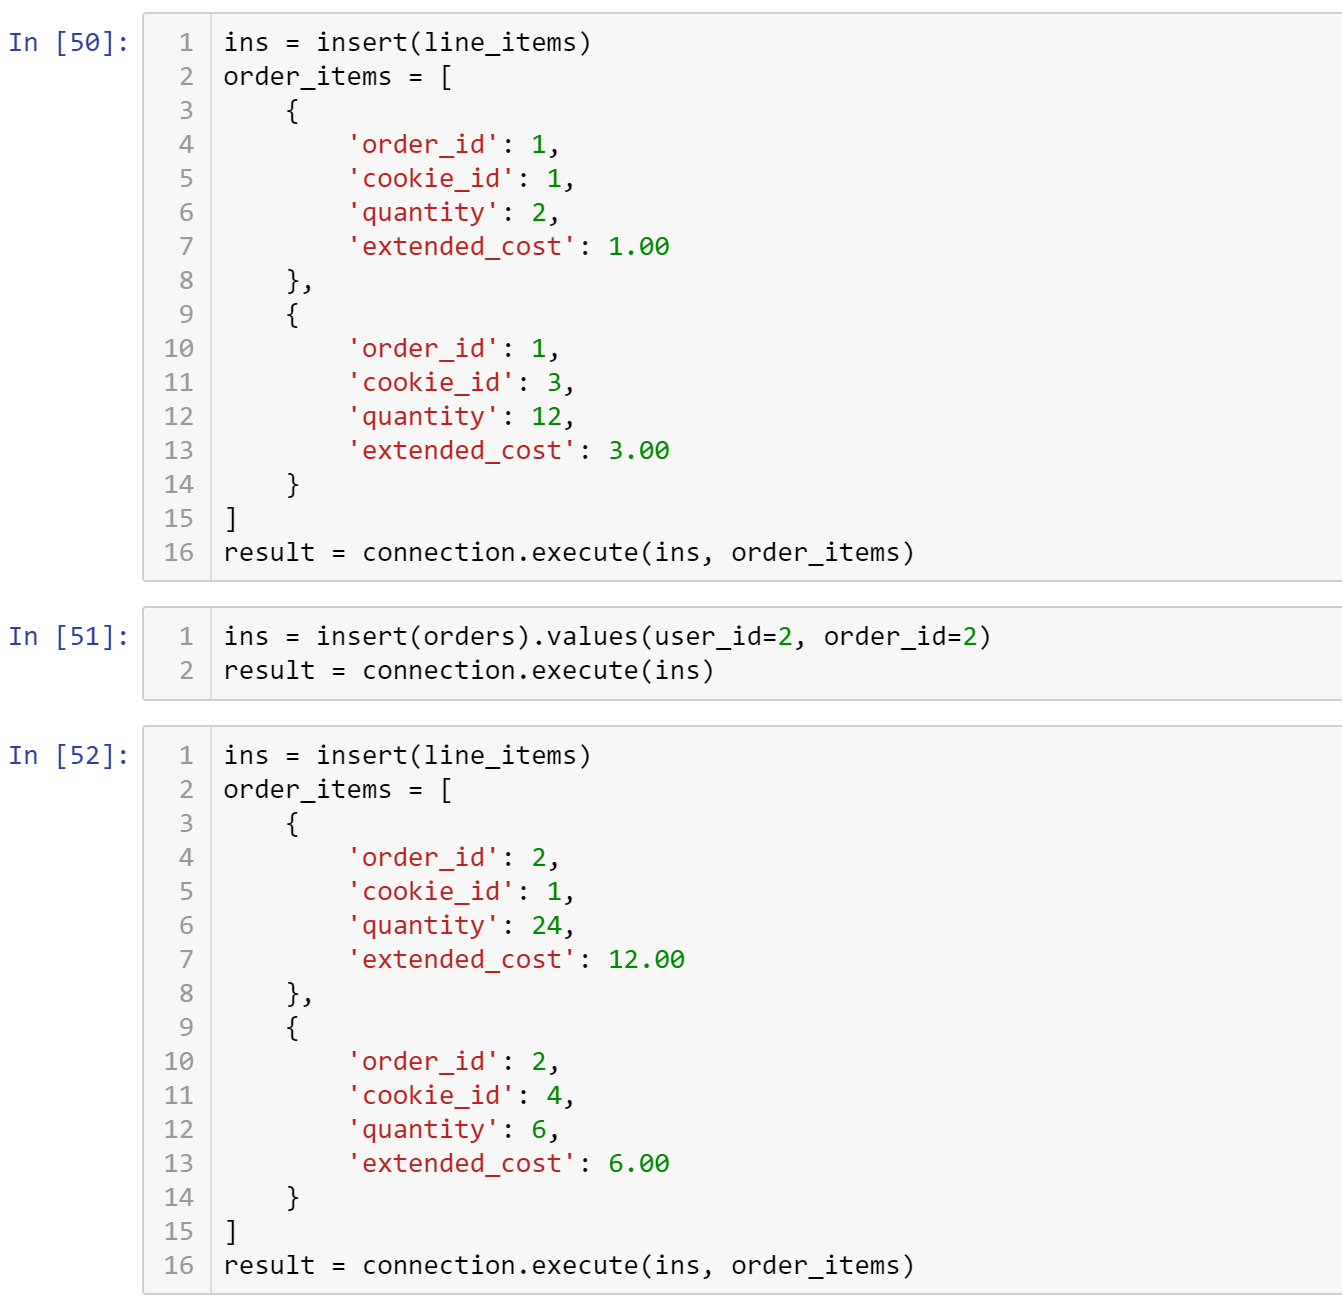 In [50]:
1 ins = insert(line_items)
2 order_items = [
3     {
4         'order_id': 1,
5         'cookie_id': 1,
6         'quantity': 2,
7         'extended_cost': 1.00
8     },
9     {
10         'order_id': 1,
11         'cookie_id': 3,
12         'quantity': 12,
13         'extended_cost': 3.00
14     }
15 ]
16 result = connection.execute(ins, order_items)
In [51]:
1 ins = insert(orders).values(user_id=2, order_id=2)
2 result = connection.execute(ins)
In [52]:
1 ins = insert(line_items)
2 order_items = [
3     {
4         'order_id': 2,
5         'cookie_id': 1,
6         'quantity': 24,
7         'extended_cost': 12.00
8     },
9     {
10         'order_id': 2,
11         'cookie_id': 4,
12         'quantity': 6,
13         'extended_cost': 6.00
14     }
15 ]
16 result = connection.execute(ins, order_items)